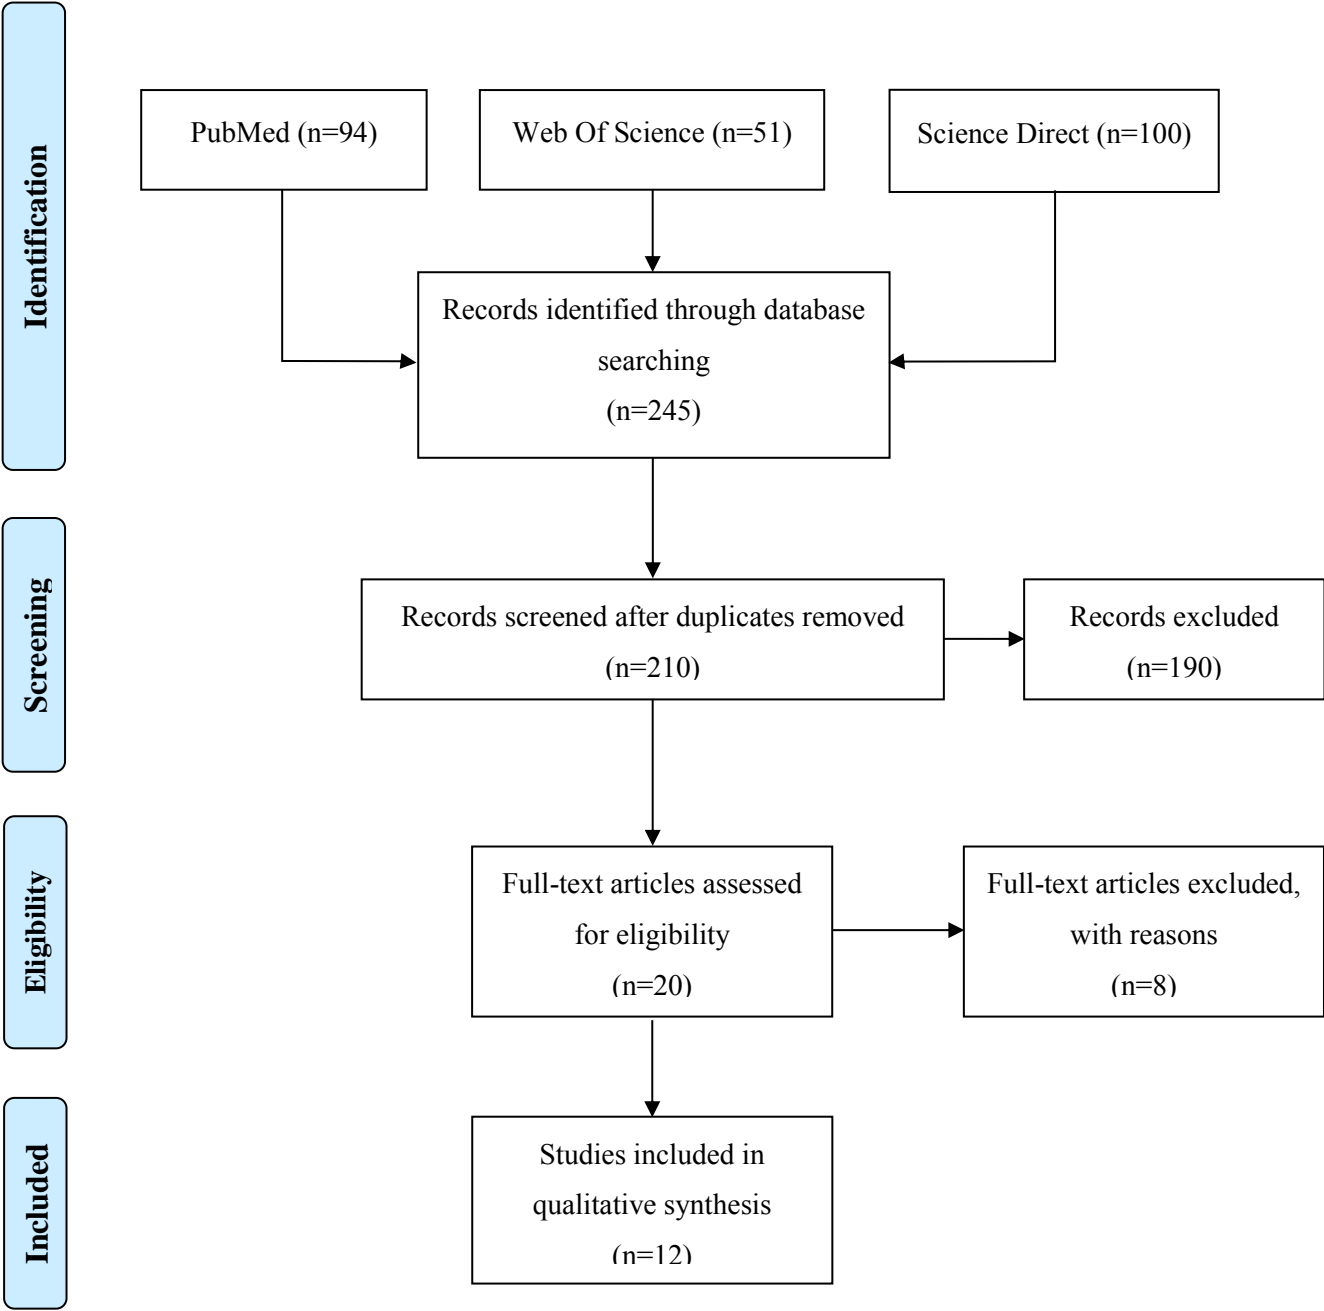 Identification
PubMed (n=94)
Web Of Science (n=51)
Science Direct (n=100)
Records identified through database
searching
(n=245)
Screening
Records screened after duplicates removed
(n=210)
Records excluded
(n=190)
Eligibility
Full-text articles assessed
for eligibility
(n=20)
Full-text articles excluded,
with reasons
(n=8)
Included
Studies included in
qualitative synthesis
(n=12)